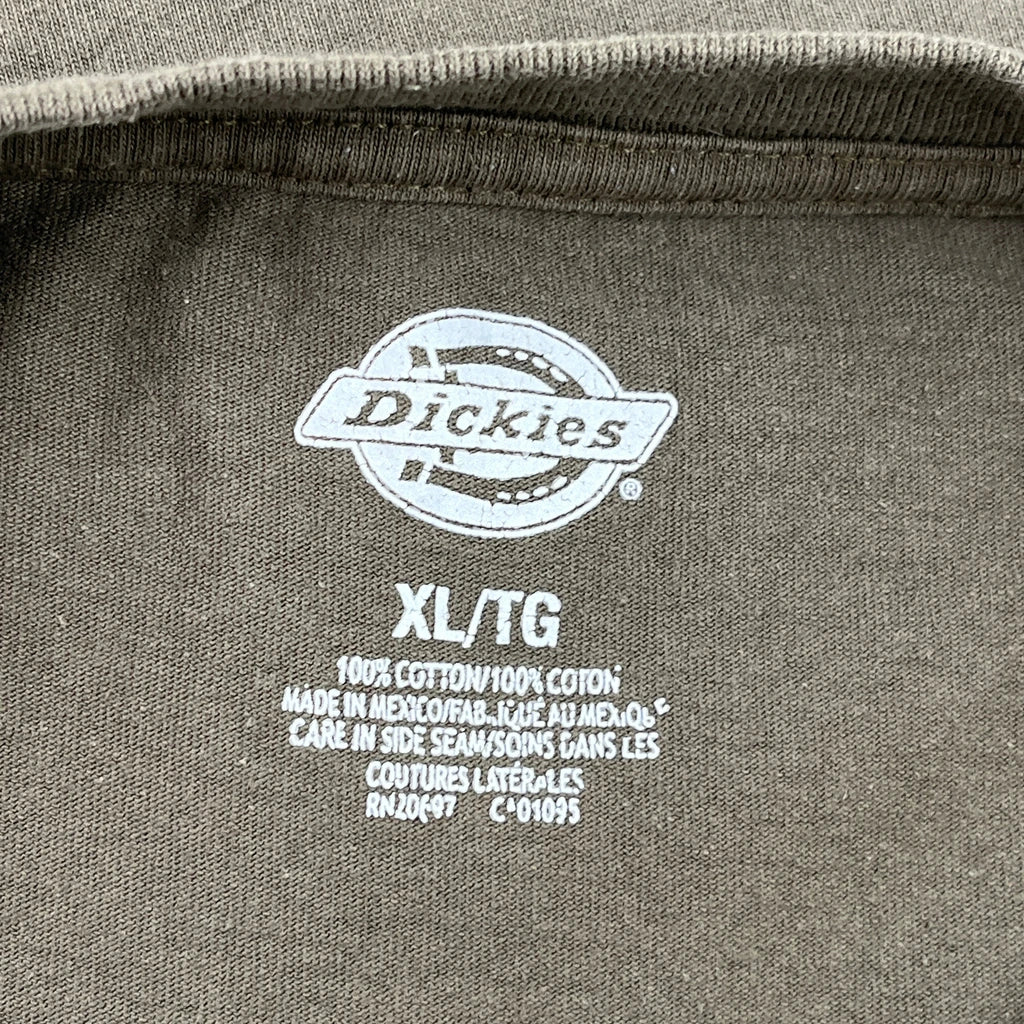 Dickies
®
XL/TG
100% COTTON/100% COTON
MADE IN MEXICO/FABRIQUE AU MEXIQUE
CARE IN SIDE SEAM/SOINS DANS LES
COUTURES LATÉRALES
RN20697 CA01095